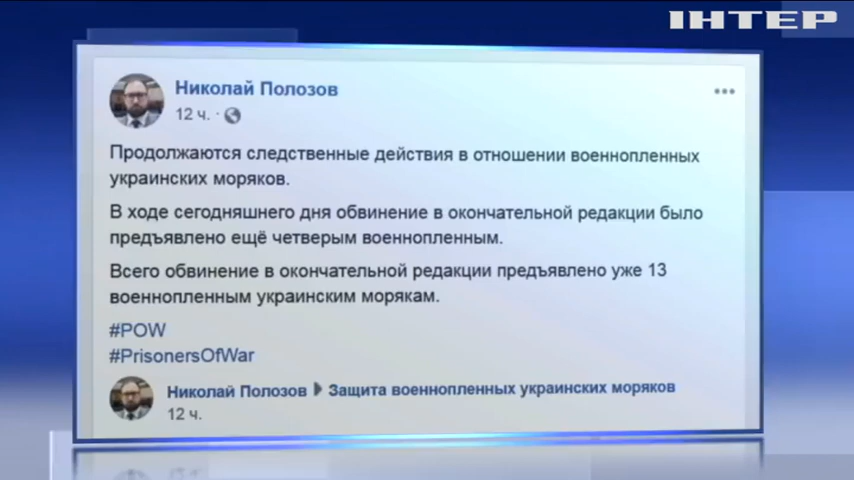 ІНТЕР
Николай Полозов
12 ч. ·
Продолжаются следственные действия в отношении военнопленных
украинских моряков.
В ходе сегодняшнего дня обвинение в окончательной редакции было
предъявлено ещё четверым военнопленным.
Всего обвинение в окончательной редакции предъявлено уже 13
военнопленным украинским морякам.
#POW
#PrisonersOfWar
Николай Полозов Защита военнопленных украинских моряков
12 ч.